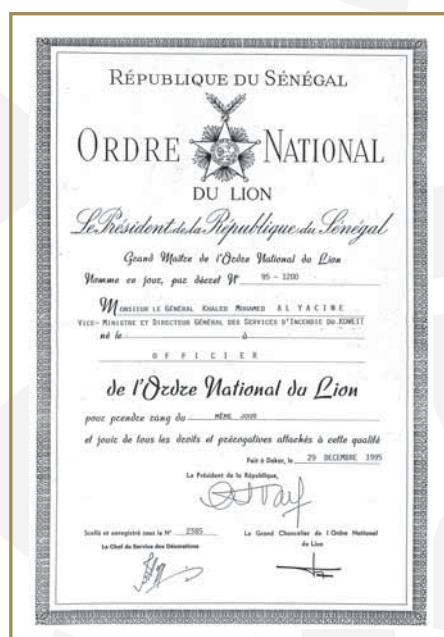 RÉPUBLIQUE DU SÉNÉGAL
ORDRE NATIONAL
DU LION
Le Président de la République du Sénégal
Grand Maître de l'Ordre National du Lion
Nomme ce jour, par décret N° 95 - 1200
MONSIEUR LE GÉNÉRAL KHALED MOHAMED AL YACINE
VICE- MINISTRE ET DIRECTEUR GÉNÉRAL DES SERVICES D'INCENDIE DU KOWEIT
né le à
OFFICIER
de l'Ordre National du Lion
pour prendre rang du MÊME JOUR
et jouir de tous les droits et prérogatives attachés à cette qualité
Fait à Dakar, le 29 DECEMBRE 1995
Le Président de la République,
Scellé et enregistré sous le N° 2385
Le Chef du Service des Décorations
Le Grand Chancelier de l'Ordre National
du Lion